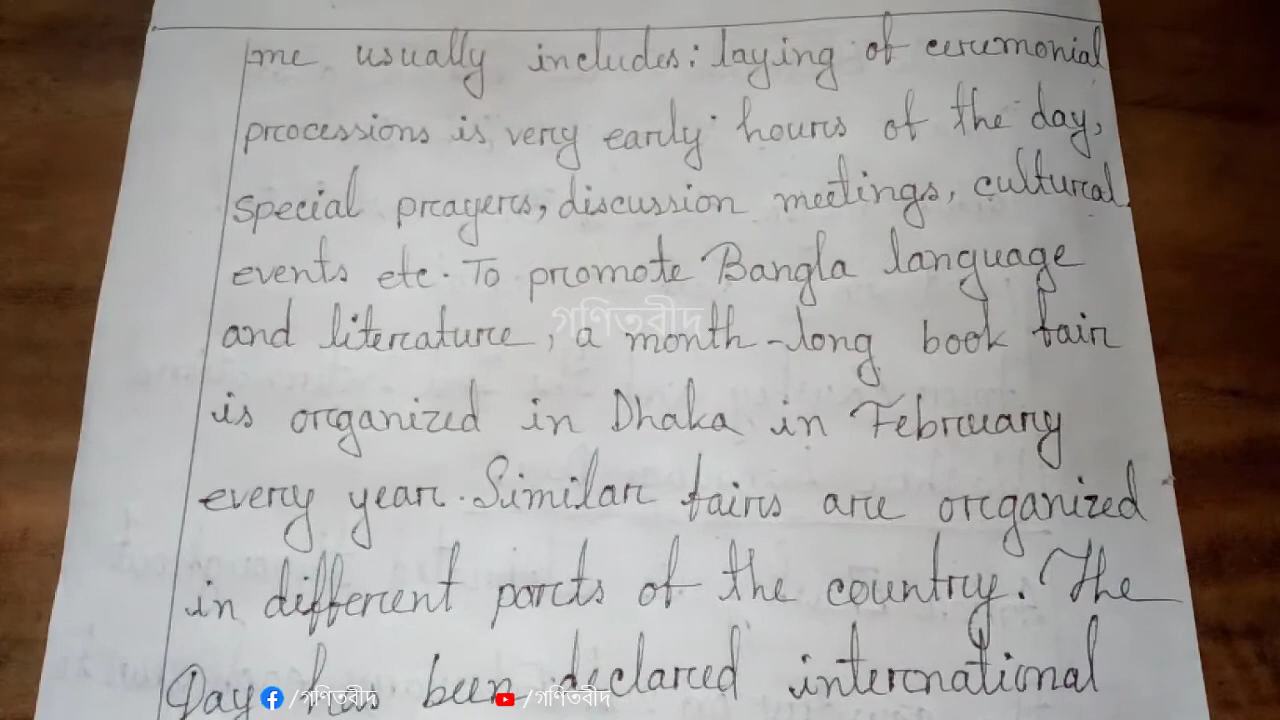 me usually includes: laying of ceremonial
processions is very early hours of the day,
special prayers, discussion meetings, cultural
events etc. To promote Bangla language
গণিতবীদ
and literature, a month-long book fair
is organized in Dhaka in February
every year. Similar fairs are organized
in different parts of the country. The
Day has been declared international
/গণিতবীদ /গণিতবীদ